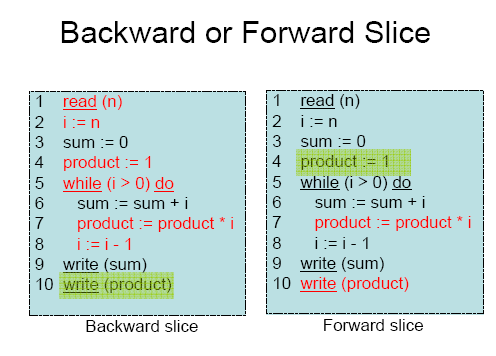 Backward or Forward Slice
1 read (n)
2 i := n
3 sum := 0
4 product := 1
5 while (i > 0) do
6 sum := sum + i
7 product := product * i
8 i := i - 1
9 write (sum)
10 write (product)
Backward slice
1 read (n)
2 i := n
3 sum := 0
4 product := 1
5 while (i > 0) do
6 sum := sum + i
7 product := product * i
8 i := i - 1
9 write (sum)
10 write (product)
Forward slice